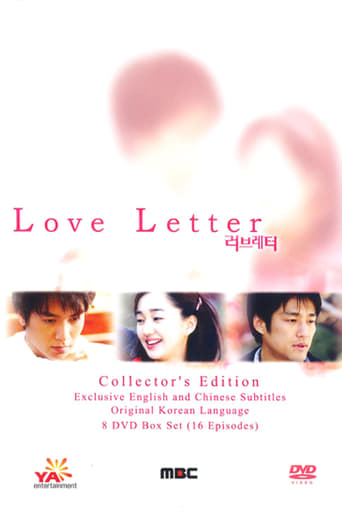 Love Letter
러브레터
Collector's Edition
Exclusive English and Chinese Subtitles
Original Korean Language
8 DVD Box Set (16 Episodes)
YA
entertainment
MBC
DVD
VIDEO